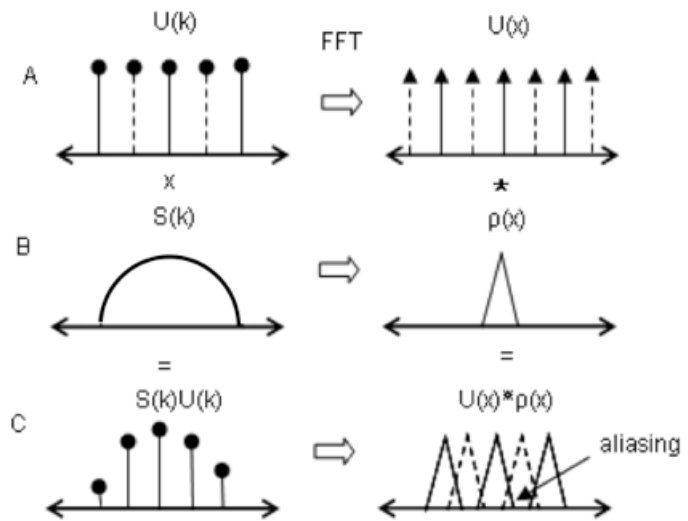 U(k) FFT U(x)
A
x *
S(k) ρ(x)
B
= =
S(k)U(k) U(x)*ρ(x)
C
aliasing